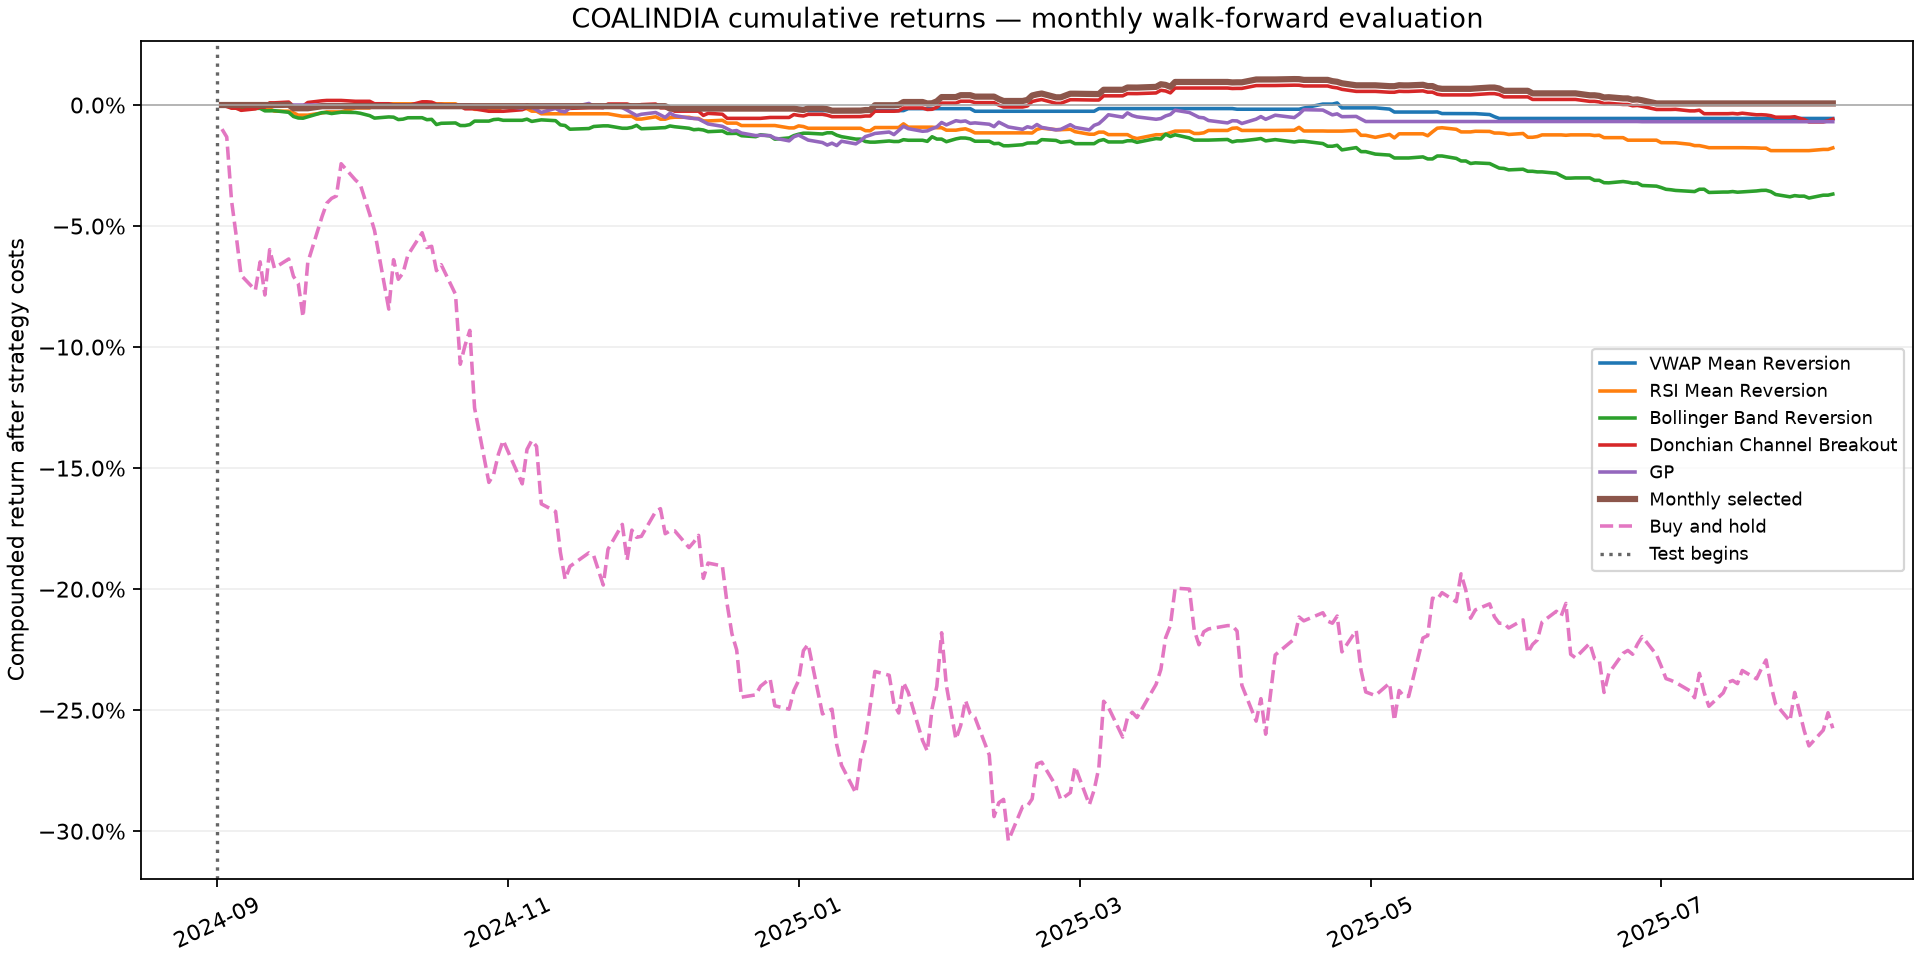 COALINDIA cumulative returns — monthly walk-forward evaluation
Compounded return after strategy costs
0.0%
−5.0%
−10.0%
−15.0%
−20.0%
−25.0%
−30.0%
VWAP Mean Reversion
RSI Mean Reversion
Bollinger Band Reversion
Donchian Channel Breakout
GP
Monthly selected
Buy and hold
Test begins
2024-09
2024-11
2025-01
2025-03
2025-05
2025-07